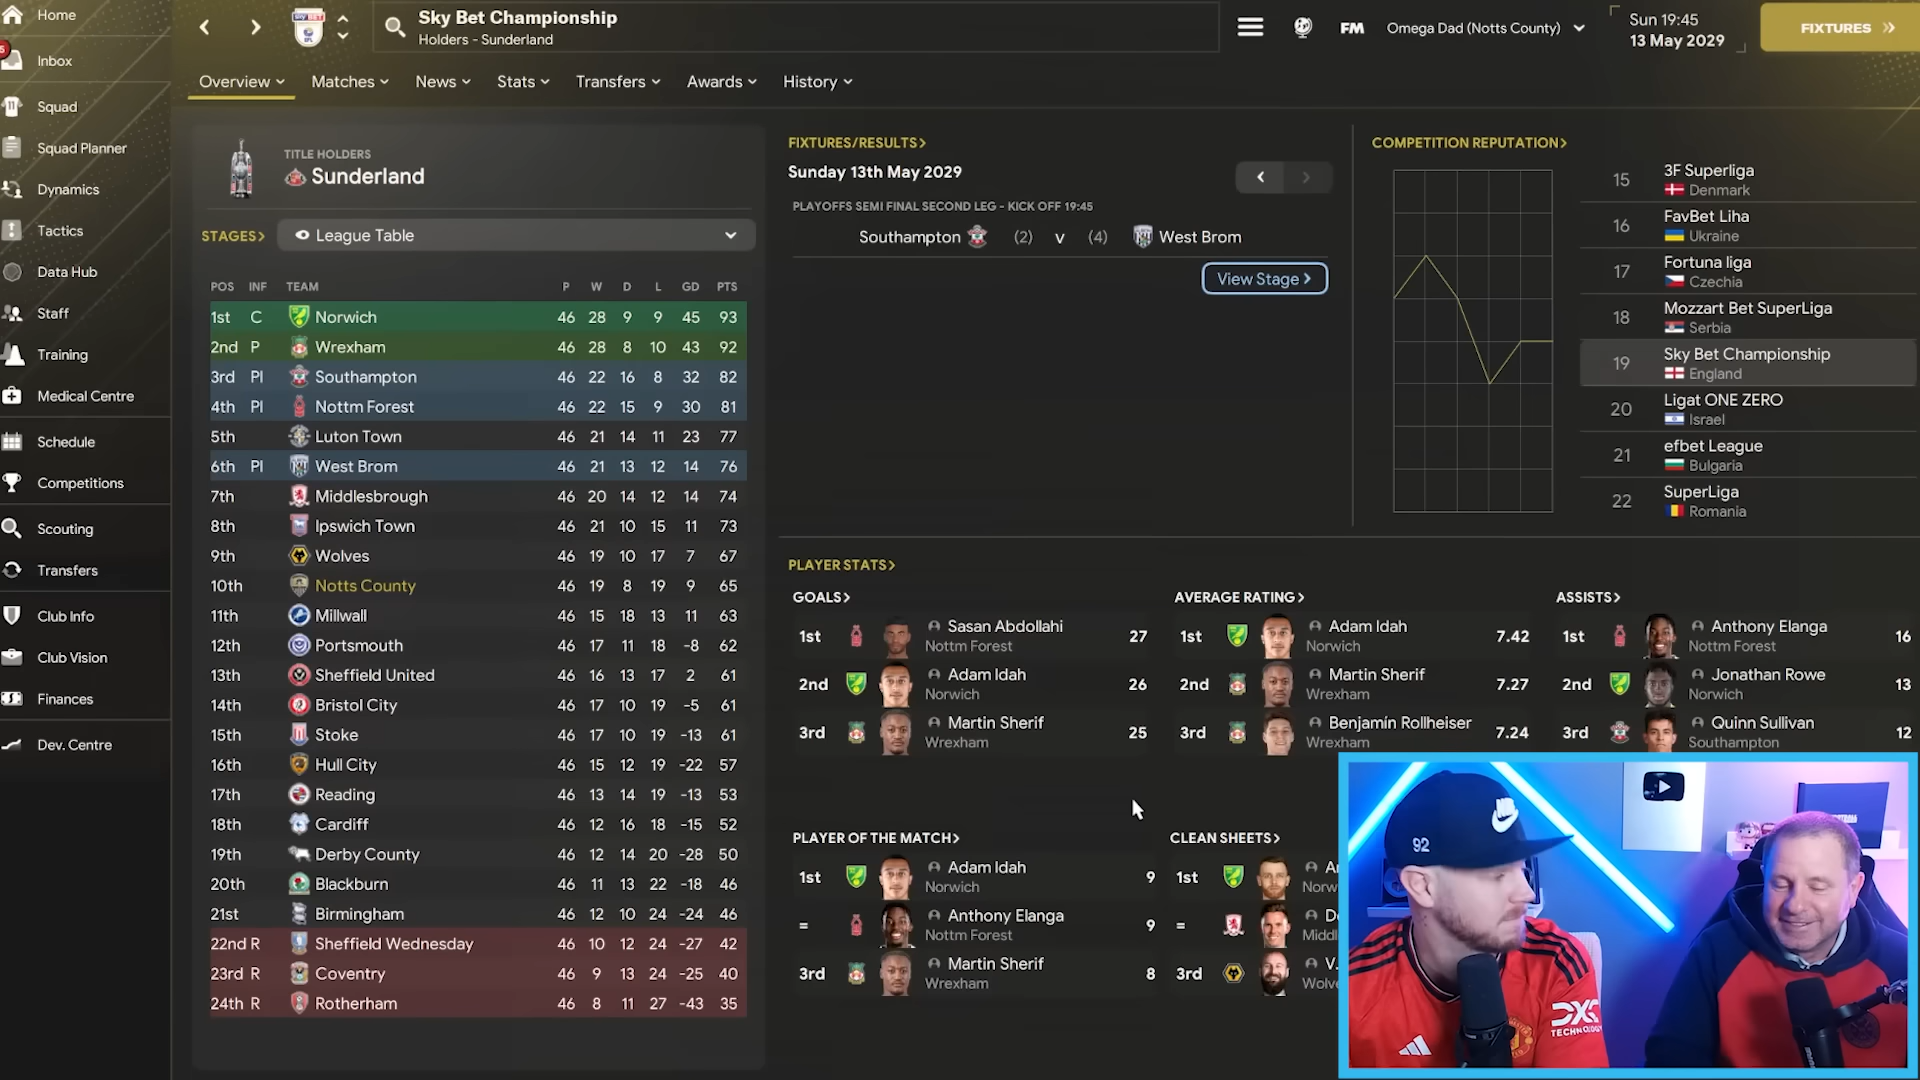 Home
Inbox
Squad
Squad Planner
Dynamics
Tactics
Data Hub
Staff
Training
Medical Centre
Schedule
Competitions
Scouting
Transfers
Club Info
Club Vision
Finances
Dev. Centre
Sky Bet Championship
Holders - Sunderland
FM
Omega Dad (Notts County)
Sun 19:45
13 May 2029
FIXTURES
Overview Matches News Stats Transfers Awards History
TITLE HOLDERS
Sunderland
STAGES> League Table
POS INF TEAM P W D L GD PTS
1st C Norwich 46 28 9 9 45 93
2nd P Wrexham 46 28 8 10 43 92
3rd Pl Southampton 46 22 16 8 32 82
4th Pl Nottm Forest 46 22 15 9 30 81
5th Luton Town 46 21 14 11 23 77
6th Pl West Brom 46 21 13 12 14 76
7th Middlesbrough 46 20 14 12 14 74
8th Ipswich Town 46 21 10 15 11 73
9th Wolves 46 19 10 17 7 67
10th Notts County 46 19 8 19 9 65
11th Millwall 46 15 18 13 11 63
12th Portsmouth 46 17 11 18 -8 62
13th Sheffield United 46 16 13 17 2 61
14th Bristol City 46 17 10 19 -5 61
15th Stoke 46 17 10 19 -13 61
16th Hull City 46 15 12 19 -22 57
17th Reading 46 13 14 19 -13 53
18th Cardiff 46 12 16 18 -15 52
19th Derby County 46 12 14 20 -28 50
20th Blackburn 46 11 13 22 -18 46
21st Birmingham 46 12 10 24 -24 46
22nd R Sheffield Wednesday 46 10 12 24 -27 42
23rd R Coventry 46 9 13 24 -25 40
24th R Rotherham 46 8 11 27 -43 35
FIXTURES/RESULTS>
Sunday 13th May 2029
PLAYOFFS SEMI FINAL SECOND LEG - KICK OFF 19:45
Southampton (2) v (4) West Brom
View Stage >
COMPETITION REPUTATION>
15 3F Superliga
Denmark
16 FavBet Liha
Ukraine
17 Fortuna liga
Czechia
18 Mozzart Bet SuperLiga
Serbia
19 Sky Bet Championship
England
20 Ligat ONE ZERO
Israel
21 efbet League
Bulgaria
22 SuperLiga
Romania
PLAYER STATS>
GOALS>
1st Sasan Abdollahi 27
Nottm Forest
2nd Adam Idah 26
Norwich
3rd Martin Sherif 25
Wrexham
AVERAGE RATING>
1st Adam Idah 7.42
Norwich
2nd Martin Sherif 7.27
Wrexham
3rd Benjamín Rollheiser 7.24
Wrexham
ASSISTS>
1st Anthony Elanga 16
Nottm Forest
2nd Jonathan Rowe 13
Norwich
3rd Quinn Sullivan 12
Southampton
PLAYER OF THE MATCH>
1st Adam Idah 9
Norwich
= Anthony Elanga 9
Nottm Forest
3rd Martin Sherif 8
Wrexham
CLEAN SHEETS>
1st
=
3rd V.
92
DXC
TECHNOLOGY